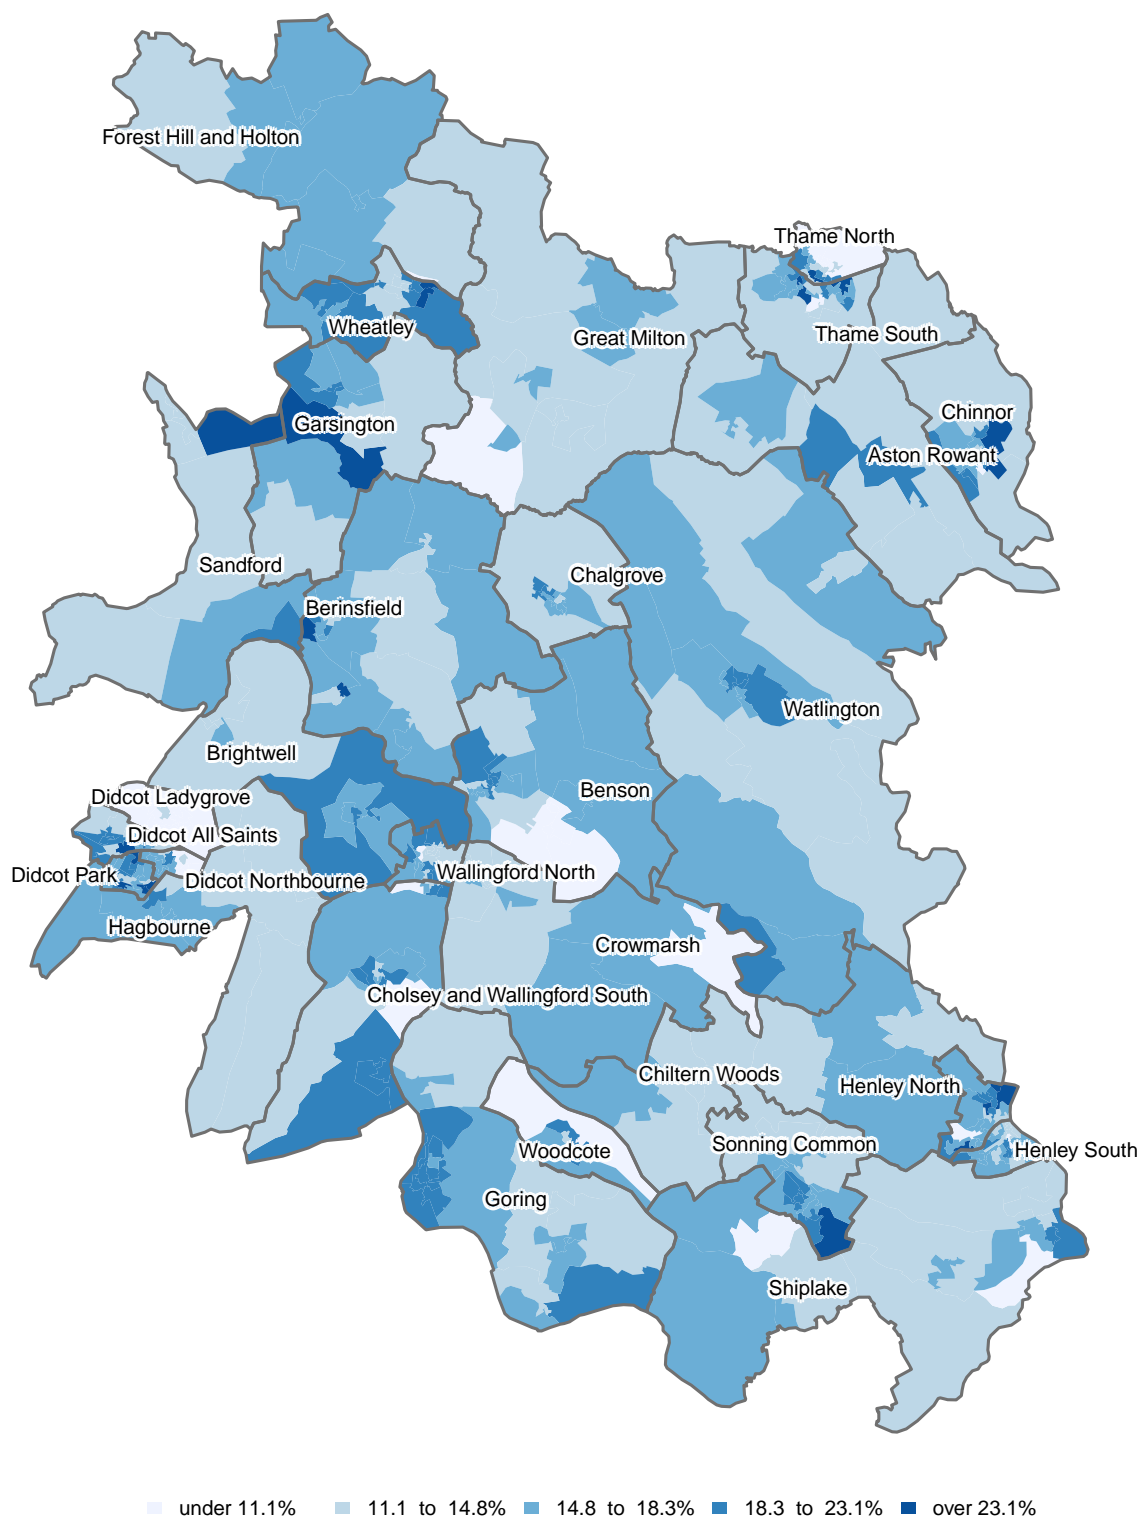 Forest Hill and Holton
Thame North
Wheatley
Great Milton
Thame South
Chinnor
Garsington
Aston Rowant
Sandford
Chalgrove
Berinsfield
Watlington
Brightwell
Benson
Didcot Ladygrove
Didcot All Saints
Didcot Park
Wallingford North
Didcot Northbourne
Hagbourne
Crowmarsh
Cholsey and Wallingford South
Chiltern Woods
Henley North
Sonning Common
Woodcote
Henley South
Goring
Shiplake
under 11.1% 11.1 to 14.8% 14.8 to 18.3% 18.3 to 23.1% over 23.1%